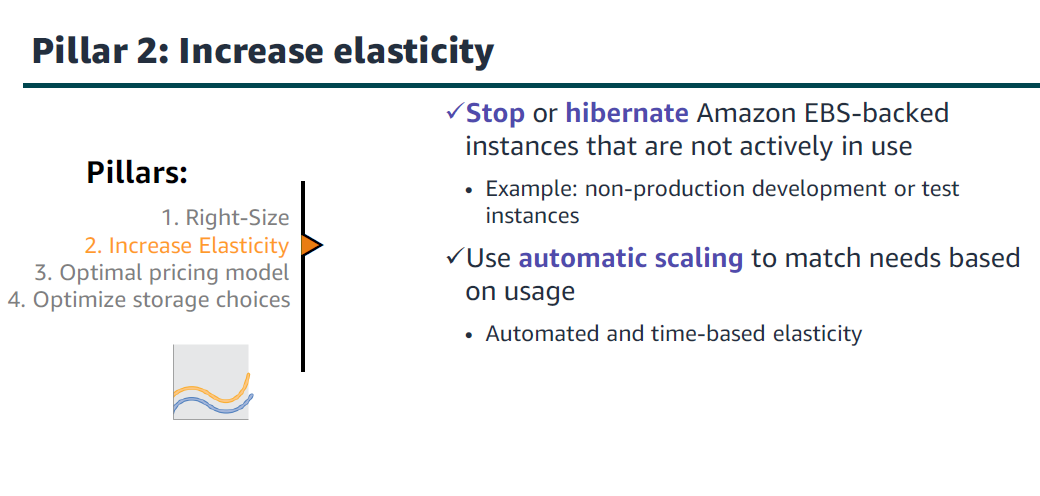 Pillar 2: Increase elasticity
Pillars:
1. Right-Size
2. Increase Elasticity
3. Optimal pricing model
4. Optimize storage choices
✓Stop or hibernate Amazon EBS-backed
instances that are not actively in use
• Example: non-production development or test
instances
✓Use automatic scaling to match needs based
on usage
• Automated and time-based elasticity